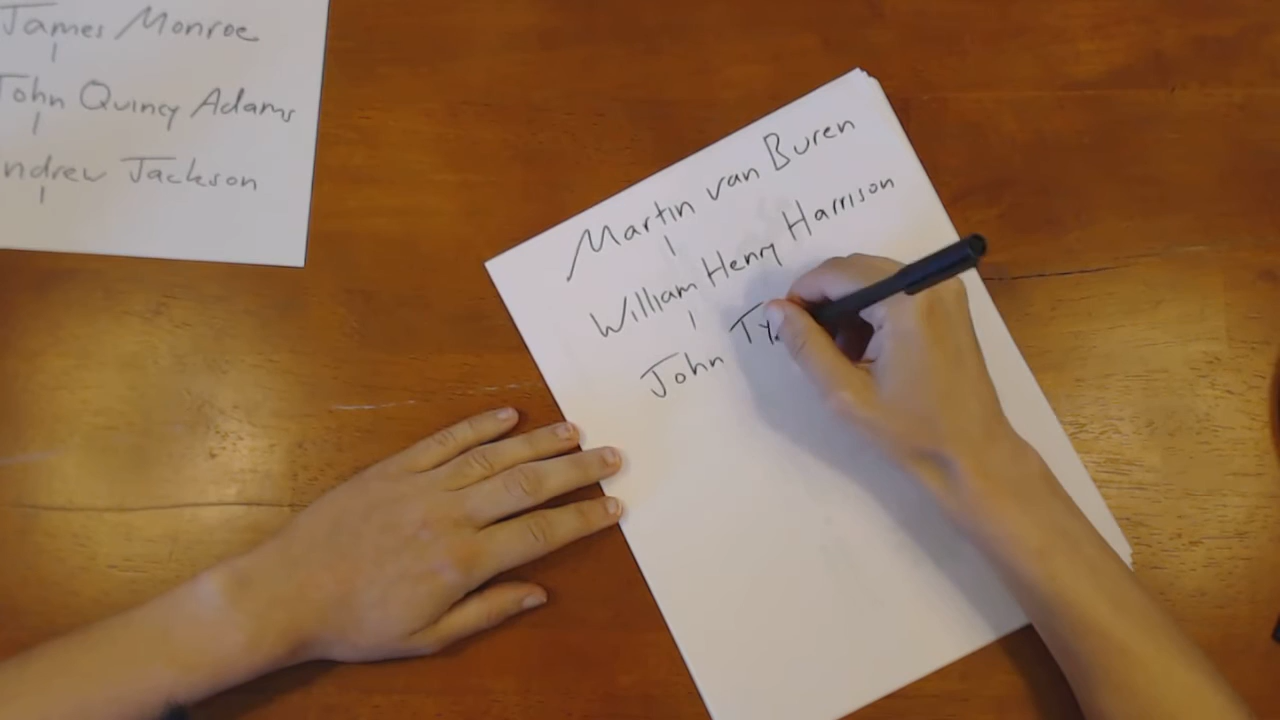 James Monroe
John Quincy Adams
ndrew Jackson
Martin van Buren
William Henry Harrison
John Ty